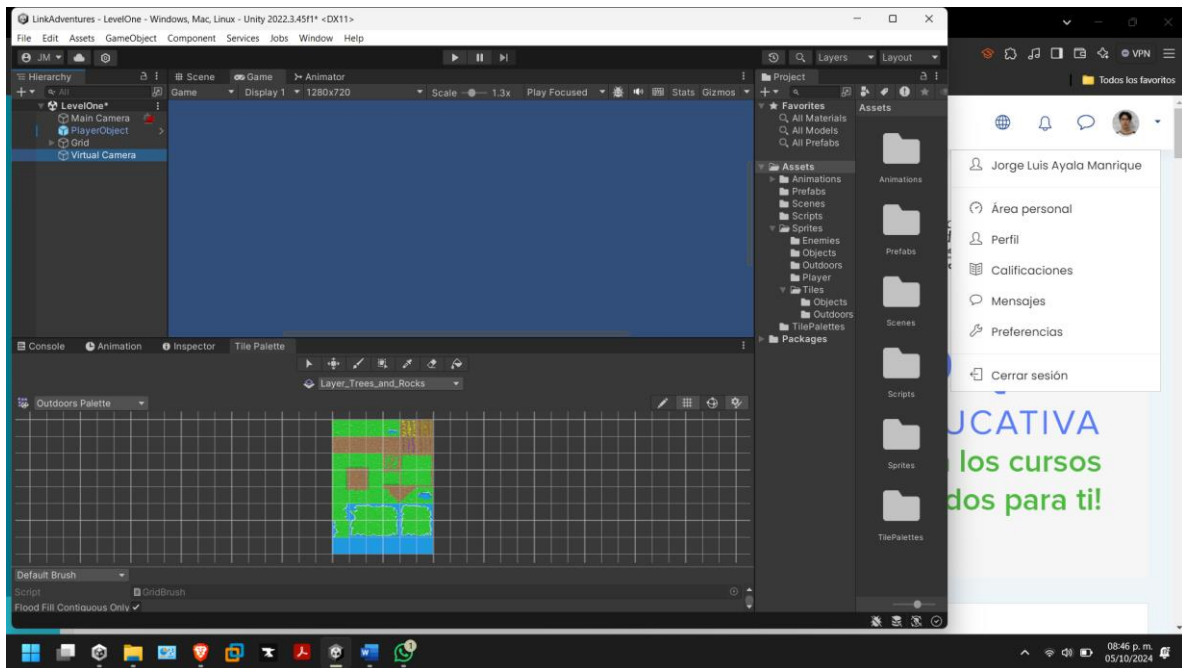 LinkAdventures - LevelOne - Windows, Mac, Linux - Unity 2022.3.45f1* <DX11>
File Edit Assets GameObject Component Services Jobs Window Help
JM
Layers
Layout
Hierarchy
All
LevelOne*
Main Camera
PlayerObject
Grid
Virtual Camera
Scene
Game
Animator
Game
Display 1
1280x720
Scale
1.3x
Play Focused
Stats
Gizmos
Console
Animation
Inspector
Tile Palette
Layer_Trees_and_Rocks
Outdoors Palette
Default Brush
Script
GridBrush
Flood Fill Contiguous Only
Project
Favorites
All Materials
All Models
All Prefabs
Assets
Animations
Prefabs
Scenes
Scripts
Sprites
Enemies
Objects
Outdoors
Player
Tiles
Objects
Outdoors
TilePalettes
Packages
Assets
Animations
Prefabs
Scenes
Scripts
Sprites
TilePalettes
VPN
Todos los favoritos
Jorge Luis Ayala Manrique
Área personal
Perfil
Calificaciones
Mensajes
Preferencias
Cerrar sesión
UCATIVA
los cursos
dos para ti!
1
08:46 p. m.
05/10/2024